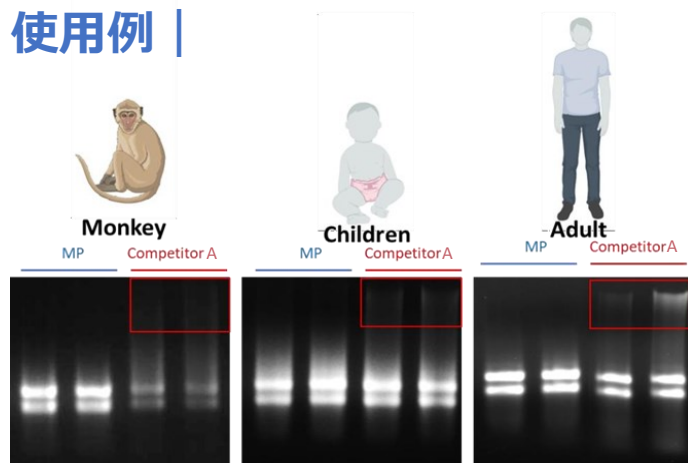 使用例
Monkey
Children
Adult
MP
Competitor A
MP
Competitor A
MP
Competitor A